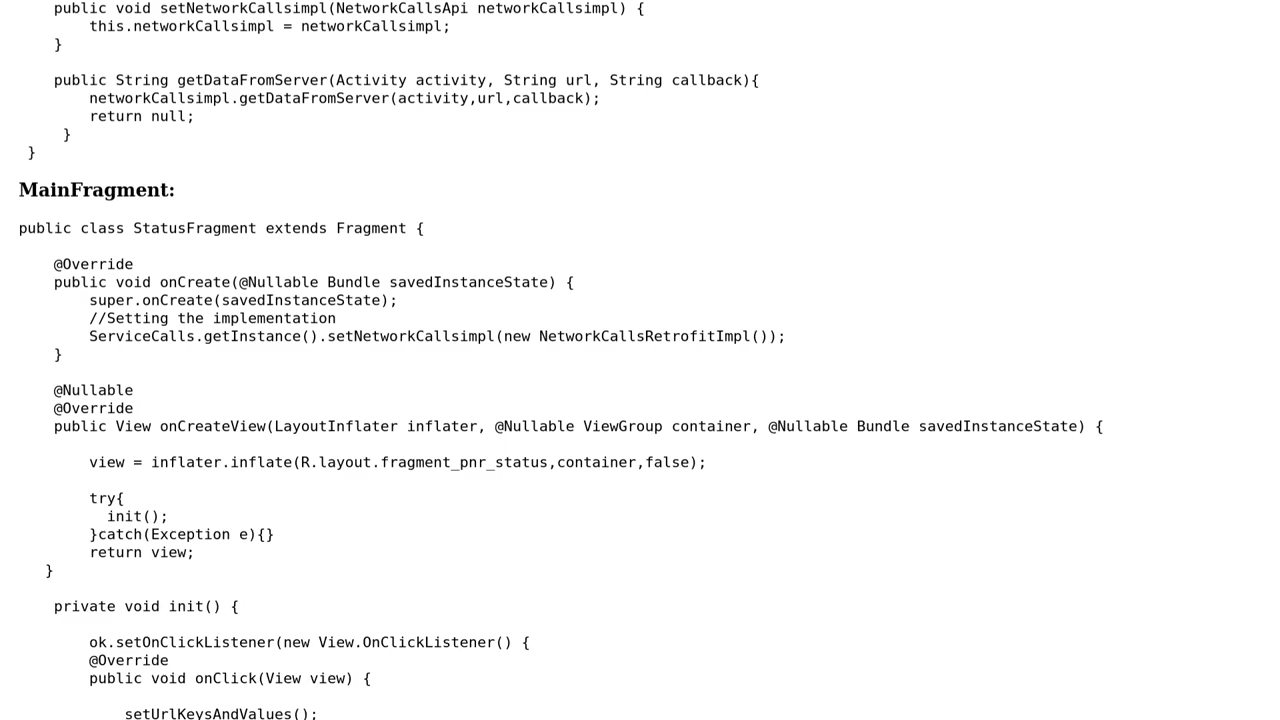 public void setNetworkCallsimpl(NetworkCallsApi networkCallsimpl) {
        this.networkCallsimpl = networkCallsimpl;
    }

    public String getDataFromServer(Activity activity, String url, String callback){
        networkCallsimpl.getDataFromServer(activity,url,callback);
        return null;
     }
 }
MainFragment:
public class StatusFragment extends Fragment {

    @Override
    public void onCreate(@Nullable Bundle savedInstanceState) {
        super.onCreate(savedInstanceState);
        //Setting the implementation
        ServiceCalls.getInstance().setNetworkCallsimpl(new NetworkCallsRetrofitImpl());
    }

    @Nullable
    @Override
    public View onCreateView(LayoutInflater inflater, @Nullable ViewGroup container, @Nullable Bundle savedInstanceState) {

        view = inflater.inflate(R.layout.fragment_pnr_status,container,false);

        try{
          init();
        }catch(Exception e){}
        return view;
   }

    private void init() {

        ok.setOnClickListener(new View.OnClickListener() {
        @Override
        public void onClick(View view) {

            setUrlKeysAndValues();